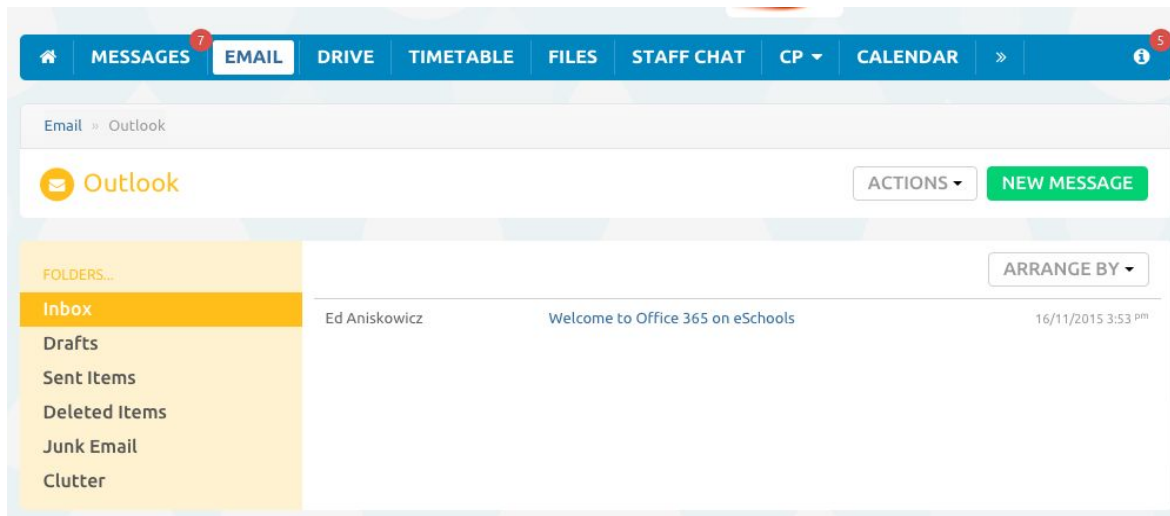 MESSAGES 7 EMAIL DRIVE TIMETABLE FILES STAFF CHAT CP CALENDAR » 5
Email » Outlook
Outlook ACTIONS NEW MESSAGE
FOLDERS...
ARRANGE BY
Inbox
Ed Aniskowicz Welcome to Office 365 on eSchools 16/11/2015 3:53 pm
Drafts
Sent Items
Deleted Items
Junk Email
Clutter